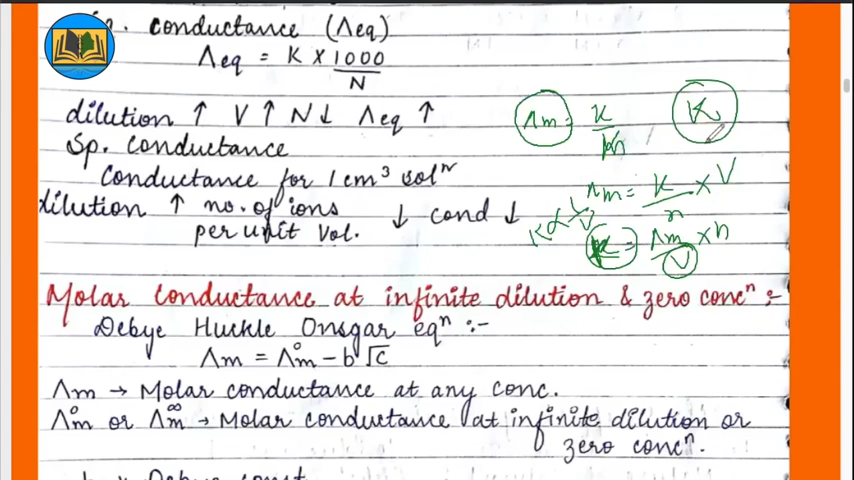 conductance (Λeq)
Λeq = K × 1000
N
dilution ↑ V ↑ N↓ Λeq ↑
Sp. Conductance
Conductance for 1 cm³ solⁿ
dilution ↑ no. of ions
per unit vol. ↓ cond ↓
Λm = K
K
Λm = K × V
n
K ∝ 1
V
K = Λm × n
V
Molar conductance at infinite dilution & zero concⁿ :-
Debye Huckle Onsgar eqⁿ :-
Λm = Λ°m - b √c
Λm → Molar conductance at any conc.
Λ°m or Λ∞m → Molar conductance at infinite dilution or
zero concⁿ.